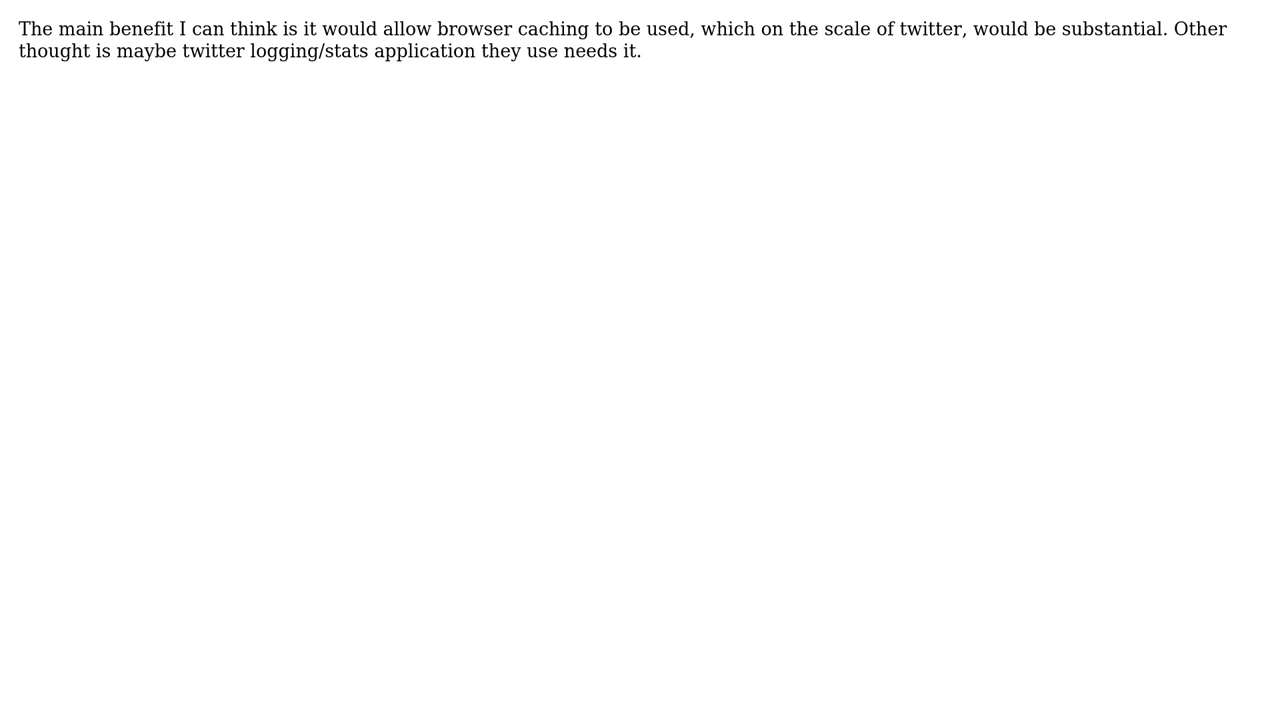 The main benefit I can think is it would allow browser caching to be used, which on the scale of twitter, would be substantial. Other
thought is maybe twitter logging/stats application they use needs it.